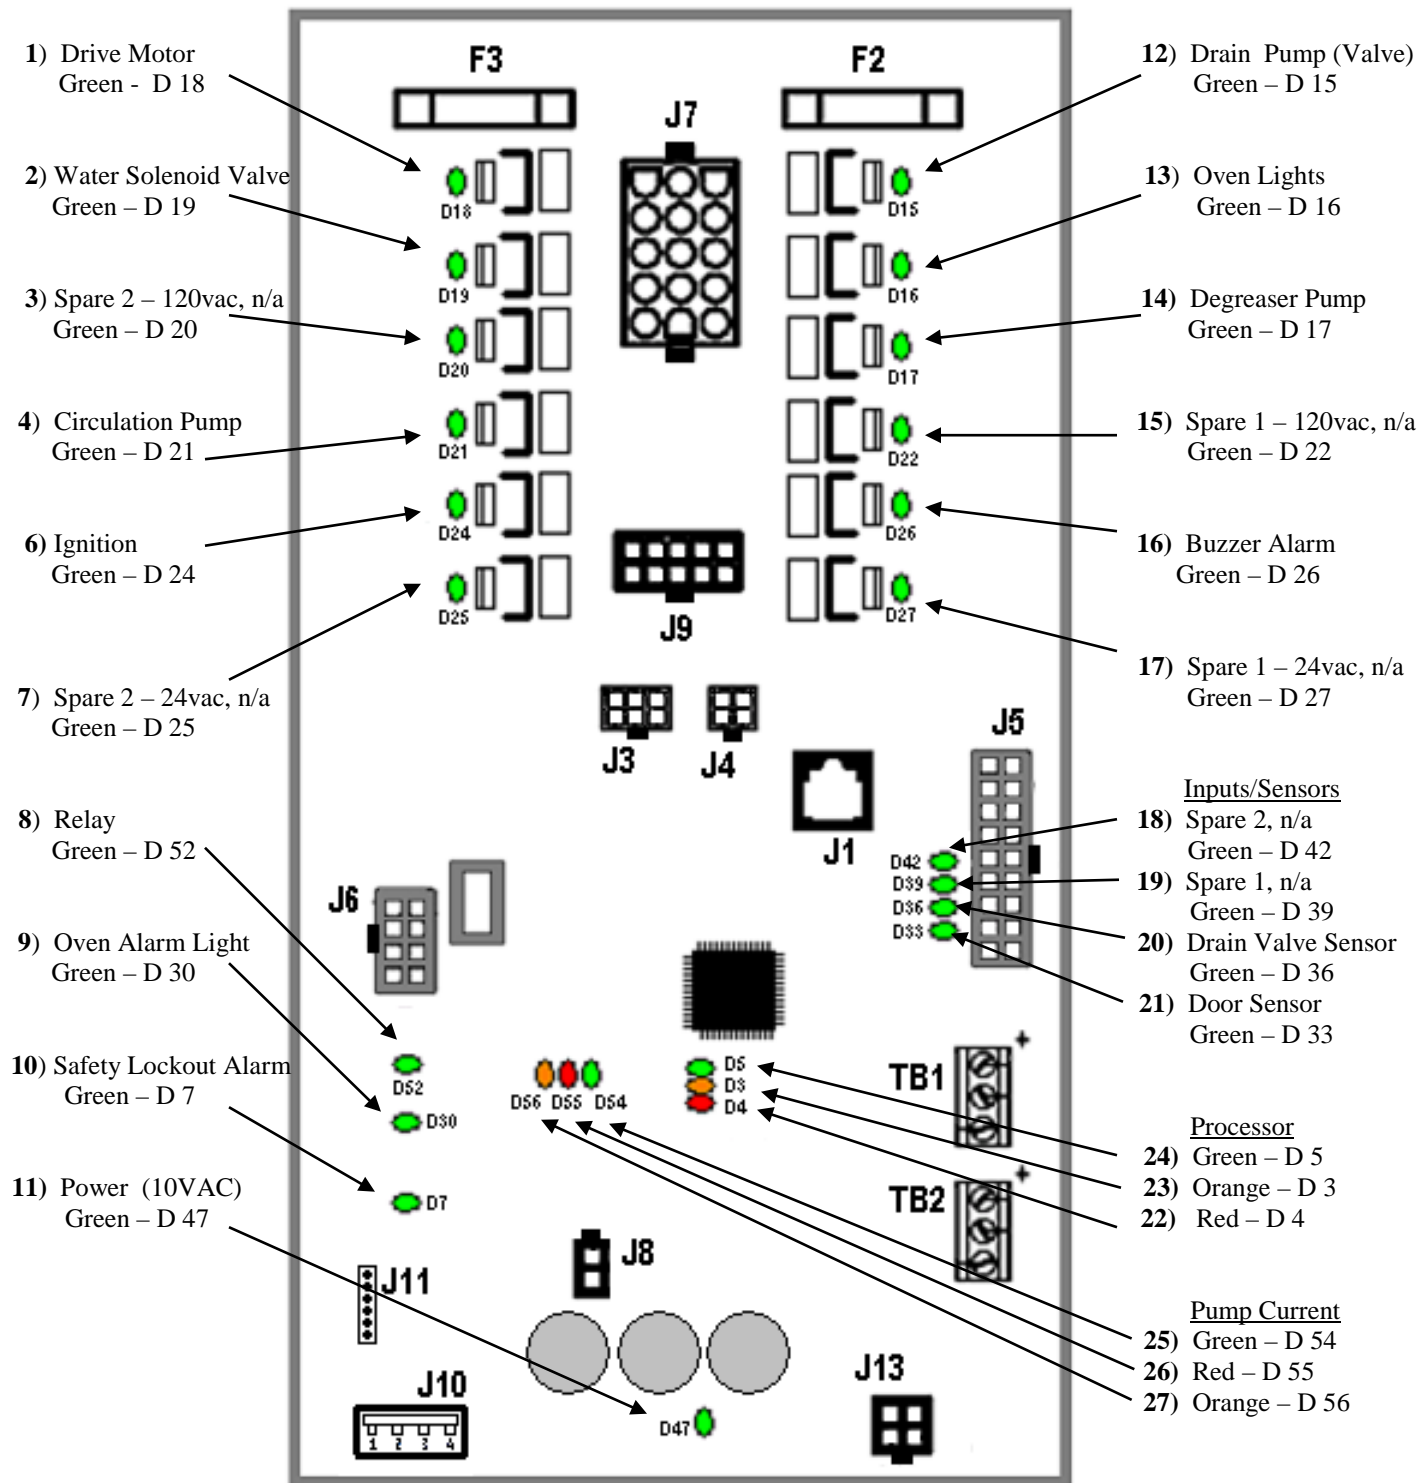 1) Drive Motor
Green - D 18
2) Water Solenoid Valve
Green – D 19
3) Spare 2 – 120vac, n/a
Green – D 20
4) Circulation Pump
Green – D 21
6) Ignition
Green – D 24
7) Spare 2 – 24vac, n/a
Green – D 25
8) Relay
Green – D 52
9) Oven Alarm Light
Green – D 30
10) Safety Lockout Alarm
Green – D 7
11) Power (10VAC)
Green – D 47
F3
F2
J7
D18
D15
D19
D16
D20
D17
D21
D22
D24
D26
D25
D27
J9
J3
J4
J5
J1
D42
D39
D36
D33
J6
D52
D30
D7
D56
D55
D54
D5
D3
D4
TB1
+
TB2
+
J8
J11
J10
1 2 3 4
D47
J13
12) Drain Pump (Valve)
Green – D 15
13) Oven Lights
Green – D 16
14) Degreaser Pump
Green – D 17
15) Spare 1 – 120vac, n/a
Green – D 22
16) Buzzer Alarm
Green – D 26
17) Spare 1 – 24vac, n/a
Green – D 27
Inputs/Sensors
18) Spare 2, n/a
Green – D 42
19) Spare 1, n/a
Green – D 39
20) Drain Valve Sensor
Green – D 36
21) Door Sensor
Green – D 33
Processor
24) Green – D 5
23) Orange – D 3
22) Red – D 4
Pump Current
25) Green – D 54
26) Red – D 55
27) Orange – D 56